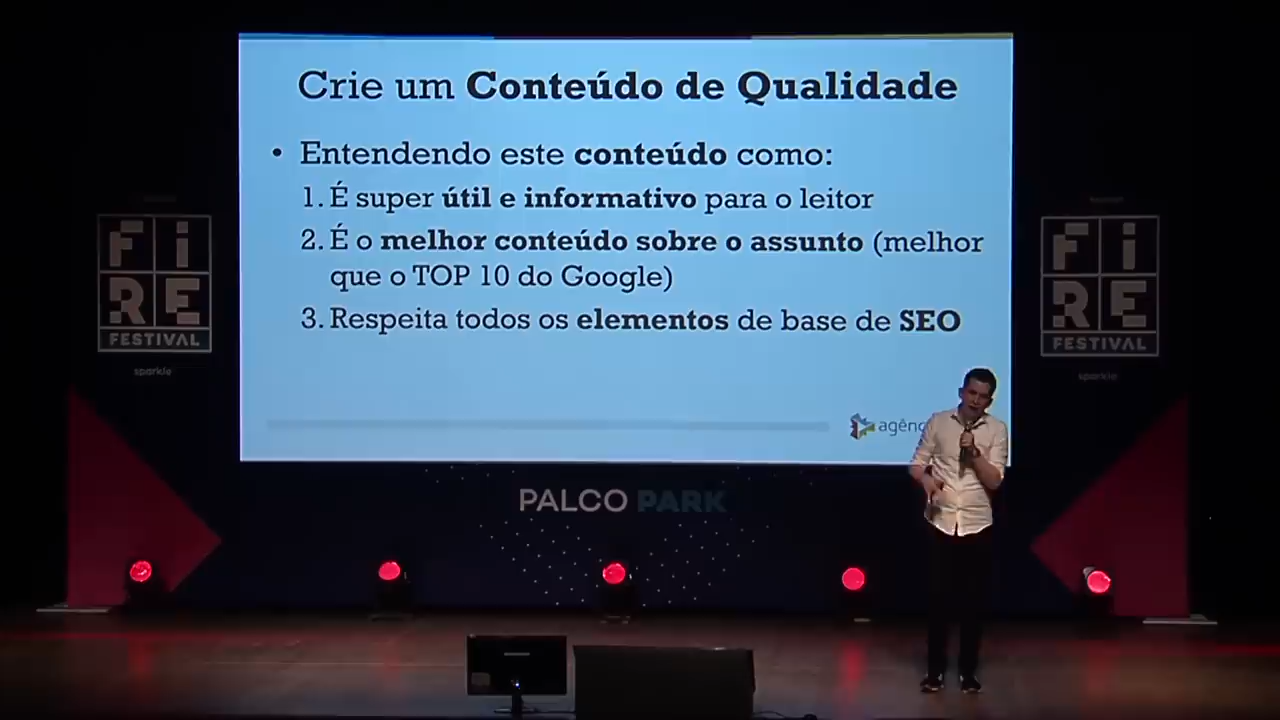 Crie um Conteúdo de Qualidade
• Entendendo este conteúdo como:
1. É super útil e informativo para o leitor
2. É o melhor conteúdo sobre o assunto (melhor
que o TOP 10 do Google)
3. Respeita todos os elementos de base de SEO
FIRE
FESTIVAL
sparkle
FIRE
FESTIVAL
sparkle
PALCO PARK